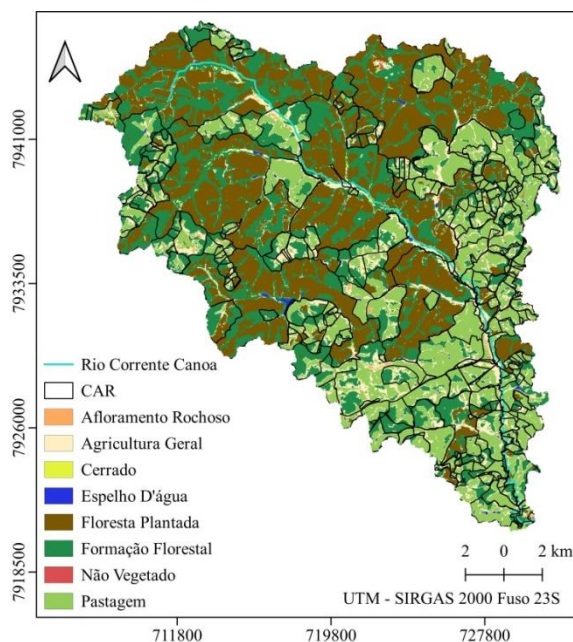 7941000
7933500
7926000
7918500
Rio Corrente Canoa
CAR
Afloramento Rochoso
Agricultura Geral
Cerrado
Espelho D'água
Floresta Plantada
Formação Florestal
Não Vegetado
Pastagem
2 0 2 km
UTM - SIRGAS 2000 Fuso 23S
711800 719800 727800